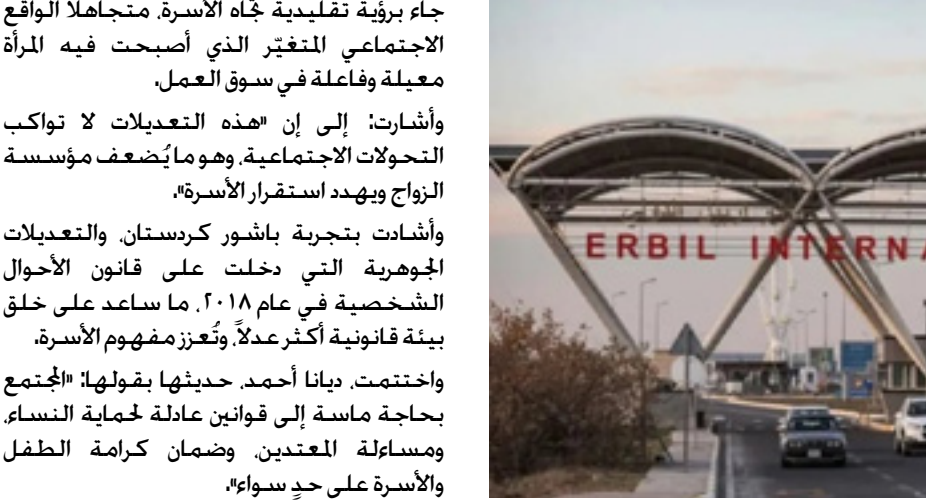 جاء برؤية تقليدية تجاه الأسرة، متجاهلاً الواقع
الاجتماعي المتغيّر الذي أصبحت فيه المرأة
معيلة وفاعلة في سوق العمل.
وأشارت: إلى إن "هذه التعديلات لا تواكب
التحولات الاجتماعية، وهو ما يُضعف مؤسسة
الزواج ويهدد استقرار الأسرة".
وأشادت بتجربة باشور كردستان، والتعديلات
الجوهرية التي دخلت على قانون الأحوال
الشخصية في عام ٢٠١٨، ما ساعد على خلق
بيئة قانونية أكثر عدلاً، وتُعزز مفهوم الأسرة.
واختتمت، ديانا أحمد، حديثها بقولها: "المجتمع
بحاجة ماسة إلى قوانين عادلة لحماية النساء،
ومساءلة المعتدين، وضمان كرامة الطفل
والأسرة على حدٍ سواء".
ERBIL INTERNA